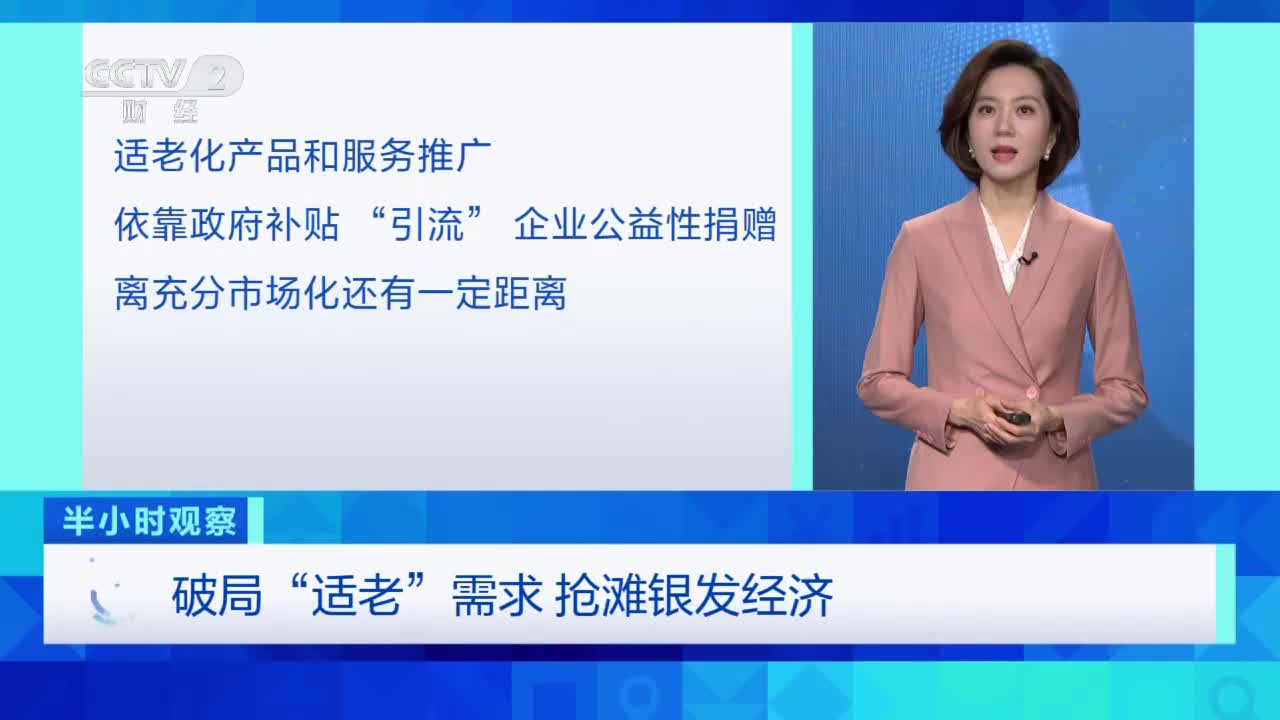 CCTV 2
财 经
适老化产品和服务推广
依靠政府补贴 “引流” 企业公益性捐赠
离充分市场化还有一定距离
半小时观察
破局“适老”需求 抢滩银发经济